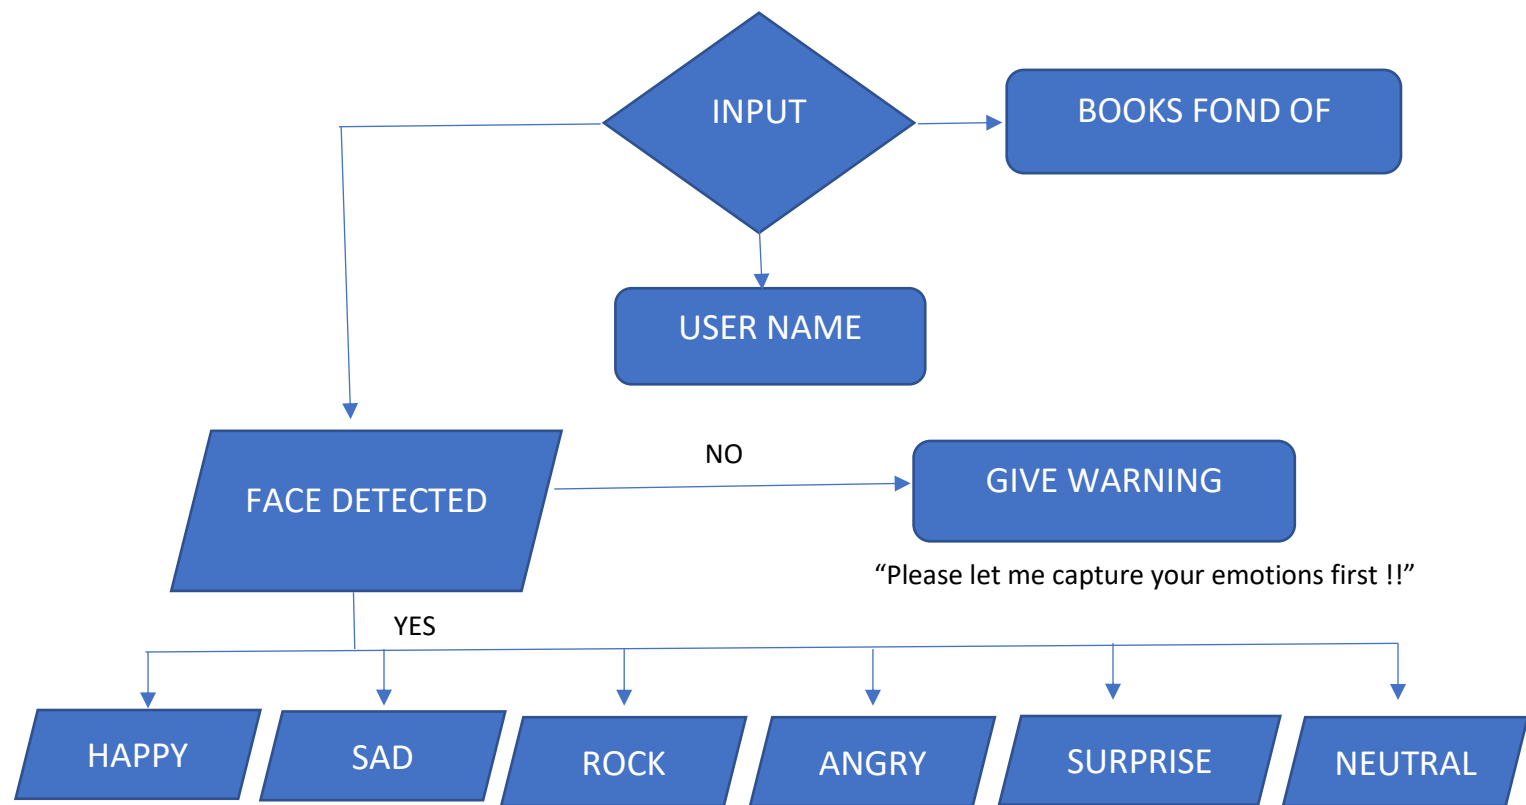 INPUT
BOOKS FOND OF
USER NAME
NO
FACE DETECTED
GIVE WARNING
“Please let me capture your emotions first !!”
YES
HAPPY
SAD
ROCK
ANGRY
SURPRISE
NEUTRAL